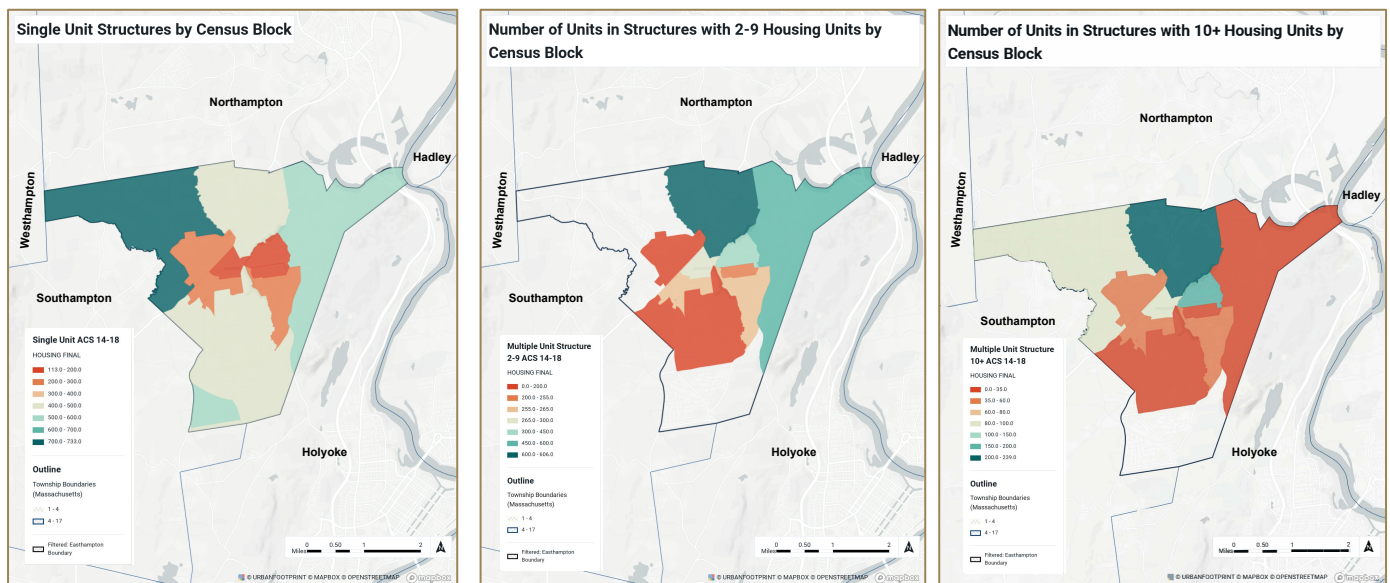 Single Unit Structures by Census Block
Northampton
Hadley
Westhampton
Southampton
Holyoke
Single Unit ACS 14-18
HOUSING FINAL
113.0 - 200.0
200.0 - 300.0
300.0 - 400.0
400.0 - 500.0
500.0 - 600.0
600.0 - 700.0
700.0 - 733.0
Outline
Township Boundaries
(Massachusetts)
1 - 4
4 - 17
Filtered: Easthampton
Boundary
Miles 0 0.50 1 2
© URBANFOOTPRINT © MAPBOX © OPENSTREETMAP
mapbox
Number of Units in Structures with 2-9 Housing Units by
Census Block
Northampton
Hadley
Westhampton
Southampton
Holyoke
Multiple Unit Structure
2-9 ACS 14-18
HOUSING FINAL
0.0 - 200.0
200.0 - 255.0
255.0 - 265.0
265.0 - 300.0
300.0 - 450.0
450.0 - 600.0
600.0 - 606.0
Outline
Township Boundaries
(Massachusetts)
1 - 4
4 - 17
Filtered: Easthampton
Boundary
Miles 0 0.50 1 2
© URBANFOOTPRINT © MAPBOX © OPENSTREETMAP
mapbox
Number of Units in Structures with 10+ Housing Units by
Census Block
Northampton
Hadley
Westhampton
Southampton
Holyoke
Multiple Unit Structure
10+ ACS 14-18
HOUSING FINAL
0.0 - 35.0
35.0 - 60.0
60.0 - 80.0
80.0 - 100.0
100.0 - 150.0
150.0 - 200.0
200.0 - 239.0
Outline
Township Boundaries
(Massachusetts)
1 - 4
4 - 17
Filtered: Easthampton
Boundary
Miles 0 0.50 1 2
© URBANFOOTPRINT © MAPBOX © OPENSTREETMAP
mapbox